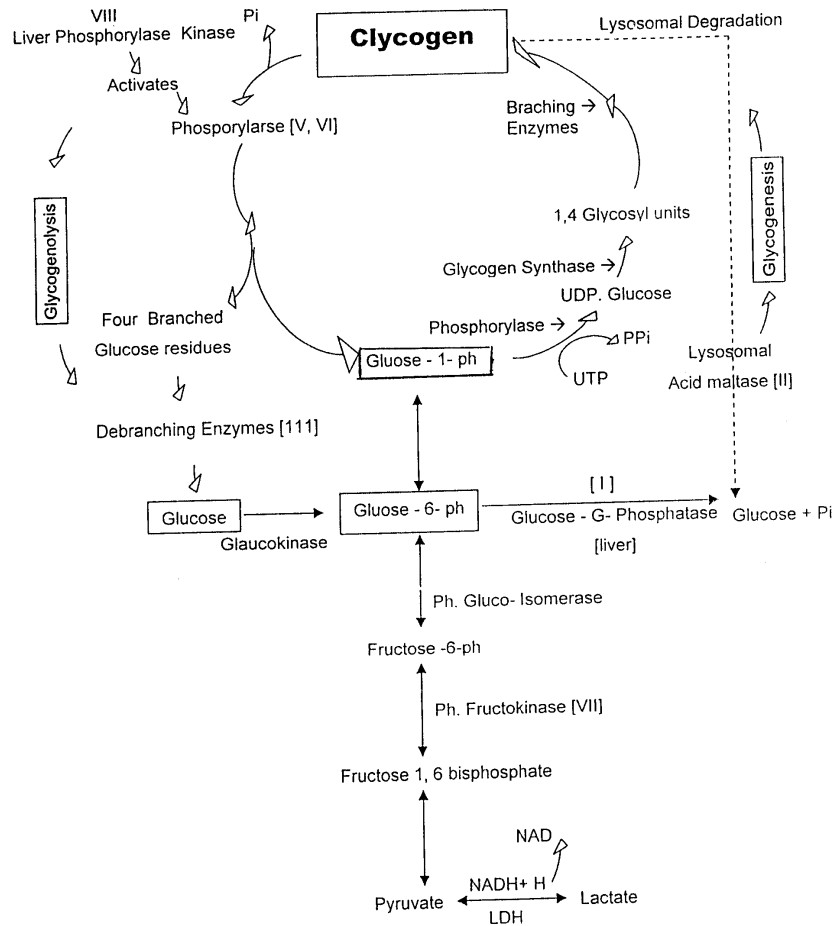 VIII
Liver Phosphorylase Kinase
Pi
Clycogen
Lysosomal Degradation
Activates
Phosporylarse [V, VI]
Braching →
Enzymes
Glycogenolysis
Glycogenesis
1,4 Glycosyl units
Glycogen Synthase →
UDP. Glucose
Four Branched
Glucose residues
Phosphorylase →
PPi
Gluose - 1- ph
UTP
Lysosomal
Acid maltase [II]
Debranching Enzymes [111]
Glucose
Glaucokinase
Gluose - 6- ph
[ I ]
Glucose - G- Phosphatase
[liver]
Glucose + Pi
Ph. Gluco- Isomerase
Fructose -6-ph
Ph. Fructokinase [VII]
Fructose 1, 6 bisphosphate
NAD
Pyruvate
NADH+ H
LDH
Lactate